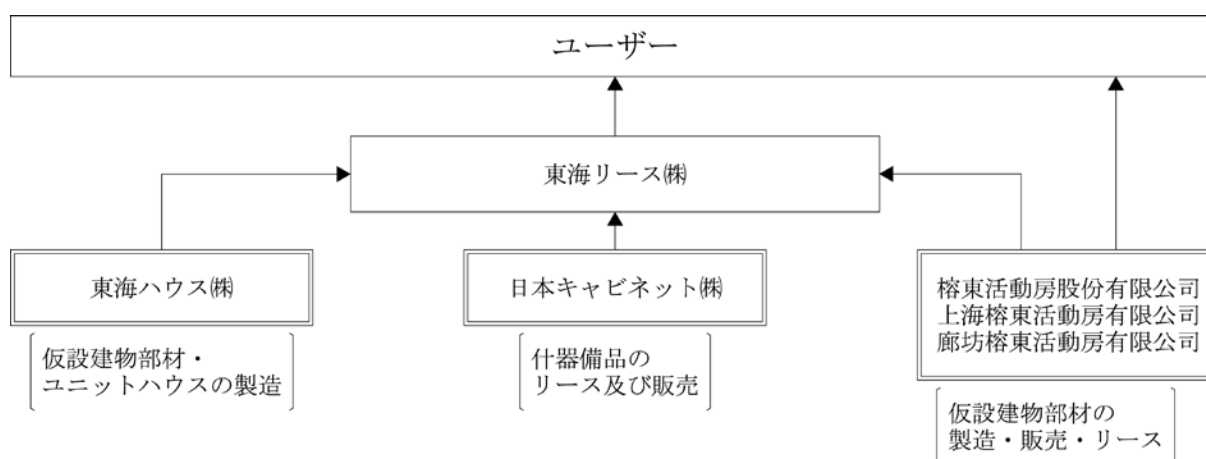 ユーザー
東海リース㈱
東海ハウス㈱
日本キャビネット㈱
榕東活動房股份有限公司
上海榕東活動房有限公司
廊坊榕東活動房有限公司
仮設建物部材・
ユニットハウスの製造
什器備品の
リース及び販売
仮設建物部材の
製造・販売・リース